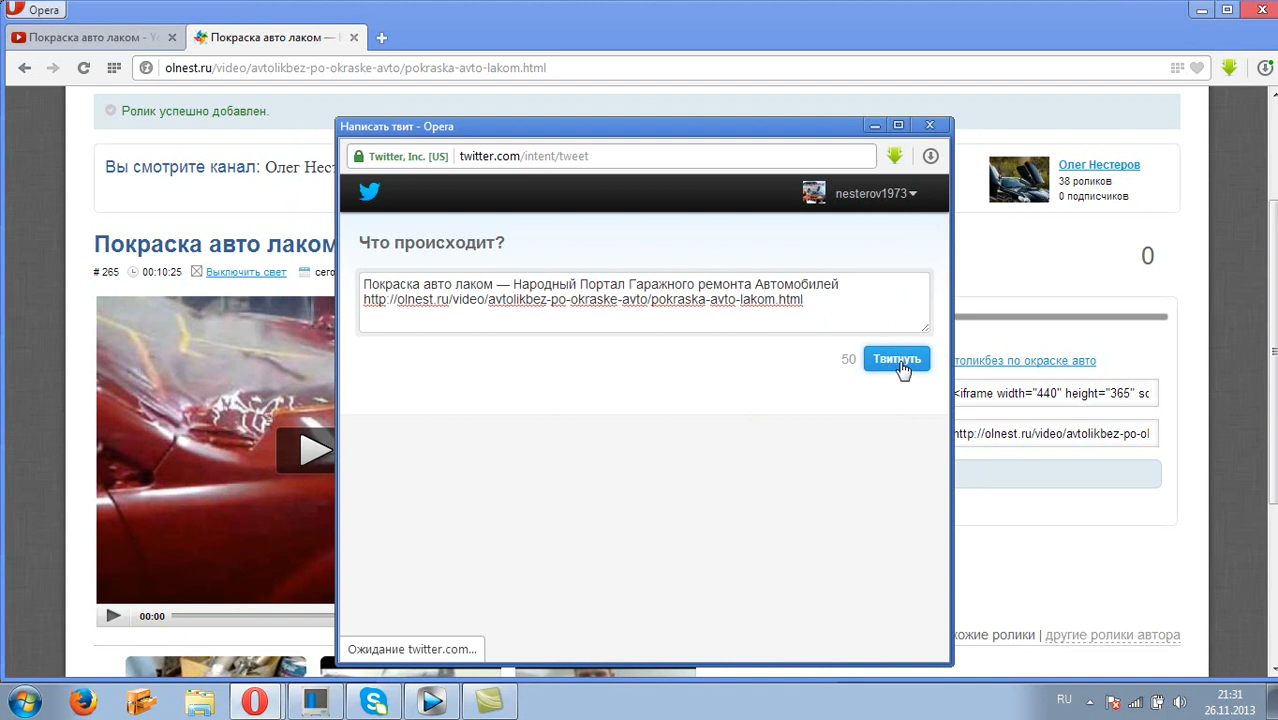 Opera
Покраска авто лаком - Yo
Покраска авто лаком —
olnest.ru/video/avtolikbez-po-okraske-avto/pokraska-avto-lakom.html
Ролик успешно добавлен.
Вы смотрите канал: Олег Нест
Олег Нестеров
38 роликов
0 подписчиков
Покраска авто лаком
0
# 265 00:10:25 Выключить свет сего
Написать твит - Opera
Twitter, Inc. [US] twitter.com/intent/tweet
nesterov1973
Что происходит?
Покраска авто лаком — Народный Портал Гаражного ремонта Автомобилей
http://olnest.ru/video/avtolikbez-po-okraske-avto/pokraska-avto-lakom.html
50 Твитнуть
толикбез по окраске авто
<iframe width="440" height="365" sc
http://olnest.ru/video/avtolikbez-po-ol
00:00
жие ролики | другие ролики автора
Ожидание twitter.com...
RU
21:31
26.11.2013